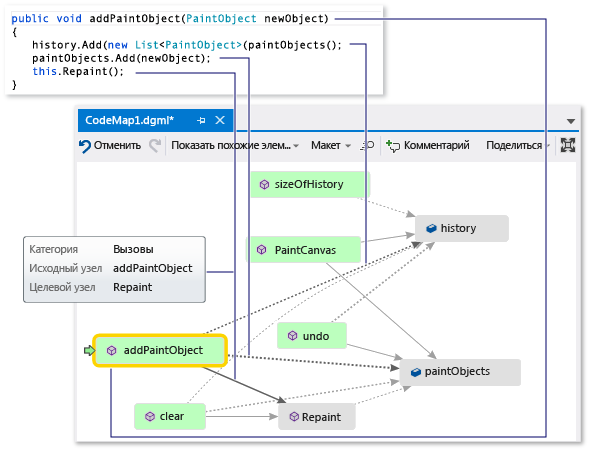 public void addPaintObject(PaintObject newObject)
{
history.Add(new List<PaintObject>(paintObjects();
paintObjects.Add(newObject);
this.Repaint();
}
CodeMap1.dgml*
Отменить Показать похожие элем... Макет Комментарий Поделиться
sizeOfHistory
history
PaintCanvas
Категория Вызовы
Исходный узел addPaintObject
Целевой узел Repaint
undo
addPaintObject
paintObjects
clear
Repaint